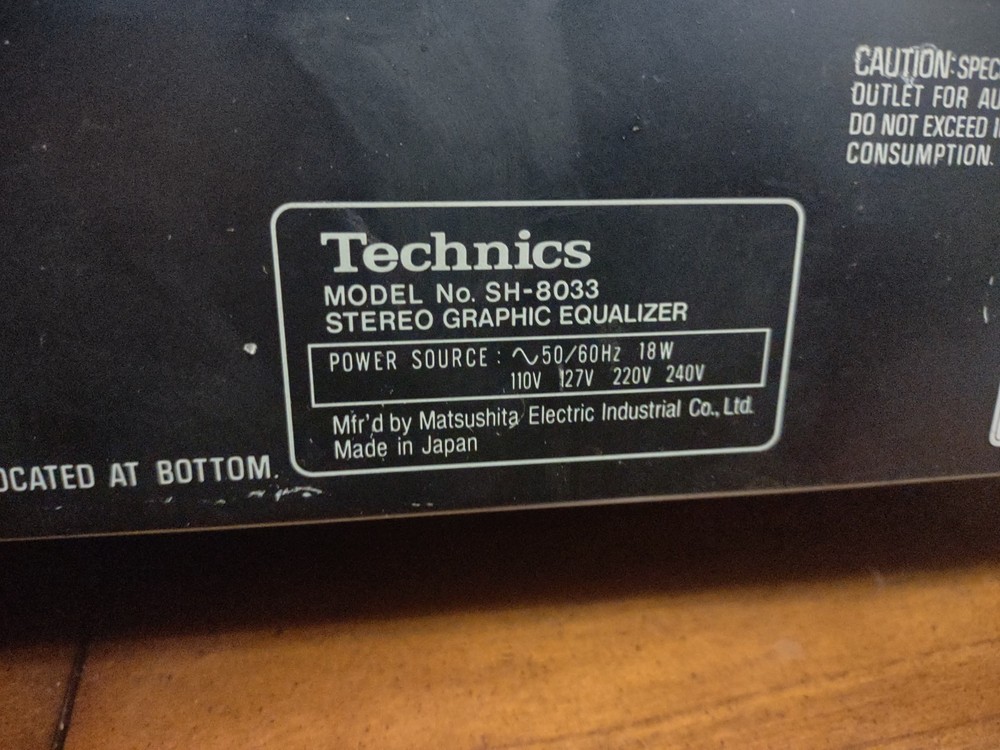 CAUTION: SPEC
OUTLET FOR AU
DO NOT EXCEED
CONSUMPTION.
Technics
MODEL No. SH-8033
STEREO GRAPHIC EQUALIZER
POWER SOURCE : ∿50/60Hz 18W
110V 127V 220V 240V
Mfr'd by Matsushita Electric Industrial Co., Ltd.
Made in Japan
OCATED AT BOTTOM.